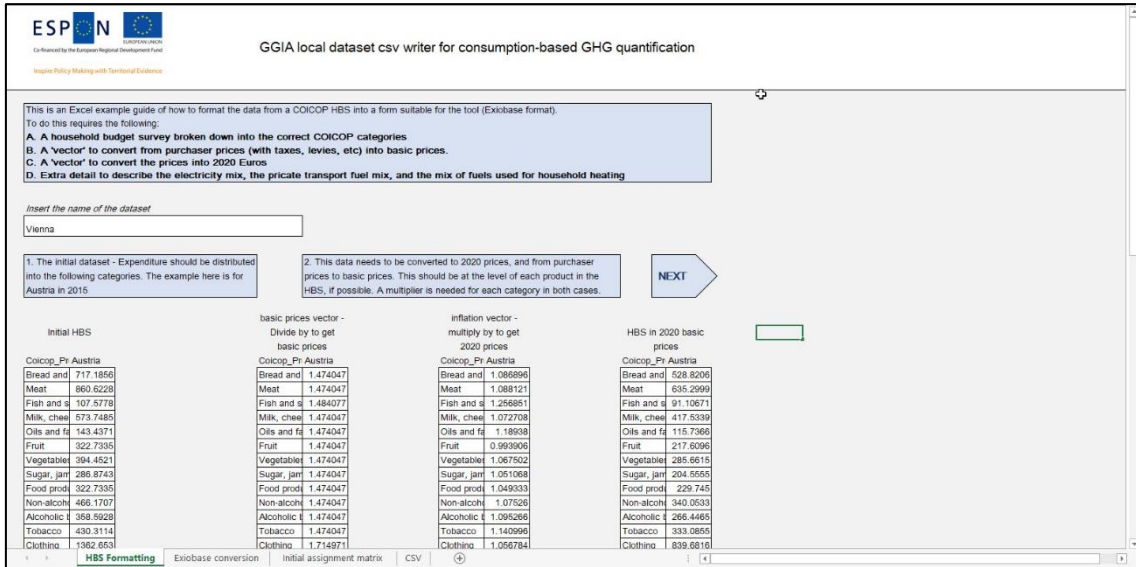 ESPON
EUROPEAN UNION
Co-financed by the European Regional Development Fund
Inspire Policy Making with Territorial Evidence
GGIA local dataset csv writer for consumption-based GHG quantification
This is an Excel example guide of how to format the data from a COICOP HBS into a form suitable for the tool (Exiobase format).
To do this requires the following:
A. A household budget survey broken down into the correct COICOP categories
B. A 'vector' to convert from purchaser prices (with taxes, levies, etc) into basic prices.
C. A 'vector' to convert the prices into 2020 Euros
D. Extra detail to describe the electricity mix, the pricate transport fuel mix, and the mix of fuels used for household heating
Insert the name of the dataset
Vienna
1. The initial dataset - Expenditure should be distributed
into the following categories. The example here is for
Austria in 2015
2. This data needs to be converted to 2020 prices, and from purchaser
prices to basic prices. This should be at the level of each product in the
HBS, if possible. A multiplier is needed for each category in both cases.
NEXT
Initial HBS
basic prices vector -
Divide by to get
basic prices
inflation vector -
multiply by to get
2020 prices
HBS in 2020 basic
prices
Coicop_Pr Austria Coicop_Pr Austria Coicop_Pr Austria Coicop_Pr Austria
Bread and 717.1856 Bread and 1.474047 Bread and 1.086896 Bread and 528.8206
Meat 860.6228 Meat 1.474047 Meat 1.088121 Meat 635.2999
Fish and s 107.5778 Fish and s 1.484077 Fish and s 1.256851 Fish and s 91.10671
Milk, chee 573.7485 Milk, chee 1.474047 Milk, chee 1.072708 Milk, chee 417.5339
Oils and fa 143.4371 Oils and fa 1.474047 Oils and fa 1.18938 Oils and fa 115.7366
Fruit 322.7335 Fruit 1.474047 Fruit 0.993906 Fruit 217.6096
Vegetables 394.4521 Vegetables 1.474047 Vegetables 1.067502 Vegetables 285.6615
Sugar, jam 286.8743 Sugar, jam 1.474047 Sugar, jam 1.051068 Sugar, jam 204.5555
Food produ 322.7335 Food produ 1.474047 Food produ 1.049333 Food produ 229.745
Non-alcoho 466.1707 Non-alcoho 1.474047 Non-alcoho 1.07526 Non-alcoho 340.0533
Alcoholic b 358.5928 Alcoholic b 1.474047 Alcoholic b 1.095266 Alcoholic b 266.4465
Tobacco 430.3114 Tobacco 1.474047 Tobacco 1.140996 Tobacco 333.0855
Clothing 1362.653 Clothing 1.714971 Clothing 1.056784 Clothing 839.6816
HBS Formatting Exiobase conversion Initial assignment matrix CSV